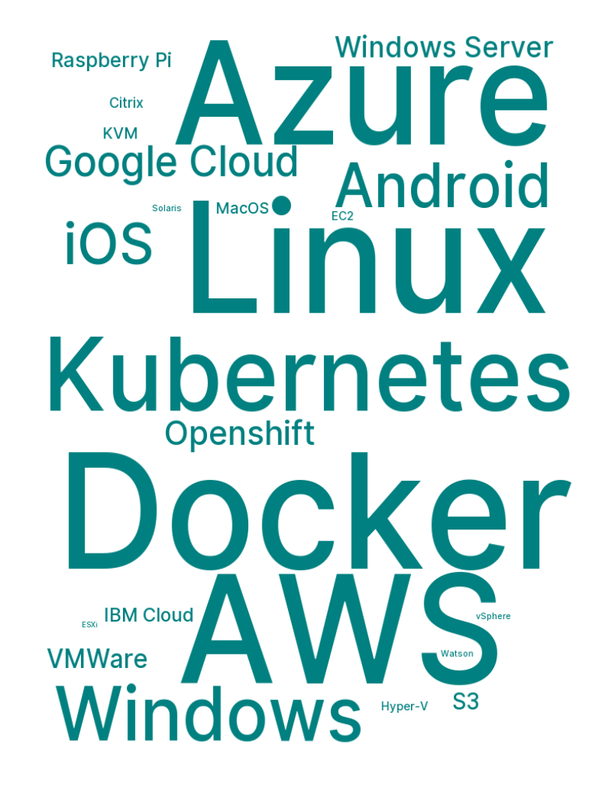 Windows Server
Raspberry Pi
Azure
Citrix
KVM
Google Cloud
Android
Solaris
MacOS
EC2
iOS
Linux
Kubernetes
Openshift
Docker
AWS
IBM Cloud
vSphere
ESXi
Watson
VMWare
Windows
S3
Hyper-V